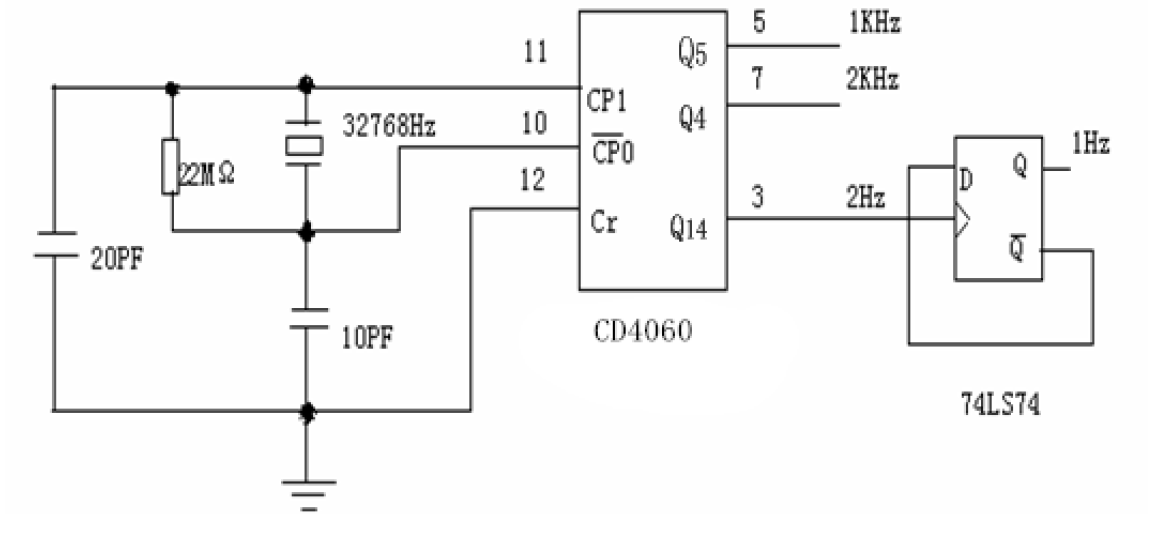 5 1KHz
11
Q5
7 2KHz
CP1
32768Hz
10
Q4
1Hz
C̅P̅0
22MΩ
12
D
Q
3 2Hz
Cr
Q14
Q̅
20PF
10PF
CD4060
74LS74